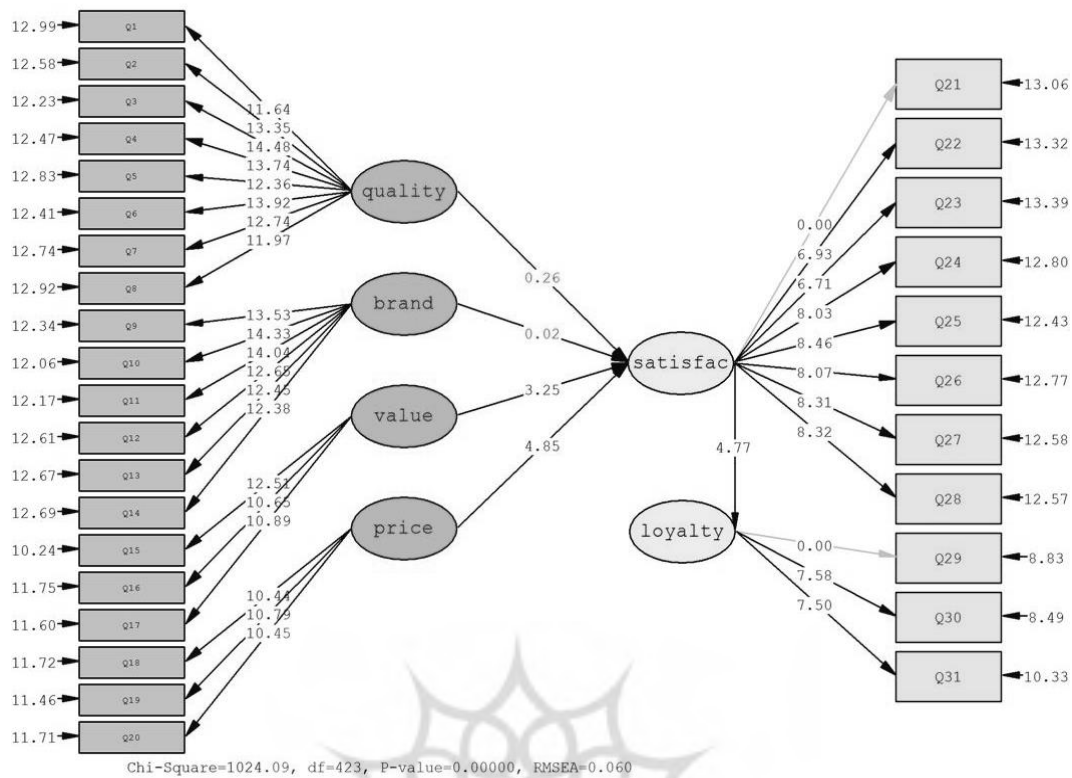 12.99 Q1
12.58 Q2
12.23 Q3
12.47 Q4
12.83 Q5
12.41 Q6
12.74 Q7
12.92 Q8
12.34 Q9
12.06 Q10
12.17 Q11
12.61 Q12
12.67 Q13
12.69 Q14
10.24 Q15
11.75 Q16
11.60 Q17
11.72 Q18
11.46 Q19
11.71 Q20
11.64
13.35
14.48
13.74
12.36
13.92
12.74
11.97
13.53
14.33
14.04
12.65
12.45
12.38
12.51
10.65
10.89
10.44
10.79
10.45
quality
brand
value
price
0.26
0.02
3.25
4.85
satisfac
4.77
loyalty
0.00
6.93
6.71
8.03
8.46
8.07
8.31
8.32
0.00
7.58
7.50
Q21 13.06
Q22 13.32
Q23 13.39
Q24 12.80
Q25 12.43
Q26 12.77
Q27 12.58
Q28 12.57
Q29 8.83
Q30 8.49
Q31 10.33
Chi-Square=1024.09, df=423, P-value=0.00000, RMSEA=0.060